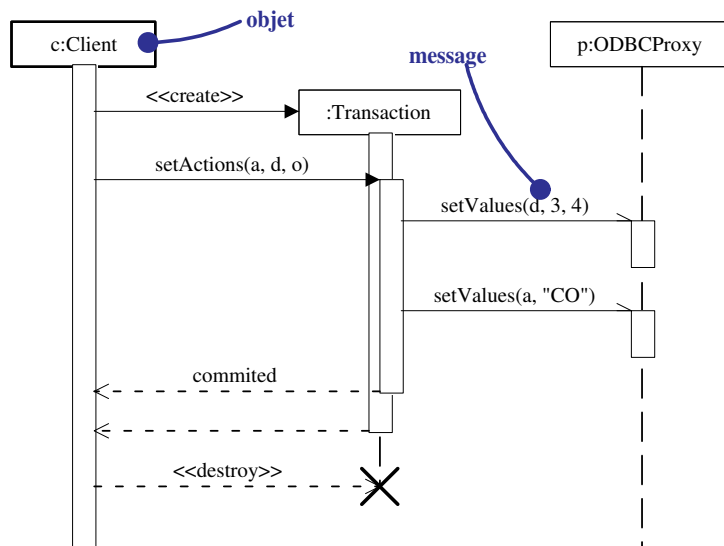 objet
c:Client
message
p:ODBCProxy
<<create>>
:Transaction
setActions(a, d, o)
setValues(d, 3, 4)
setValues(a, "CO")
commited
<<destroy>>